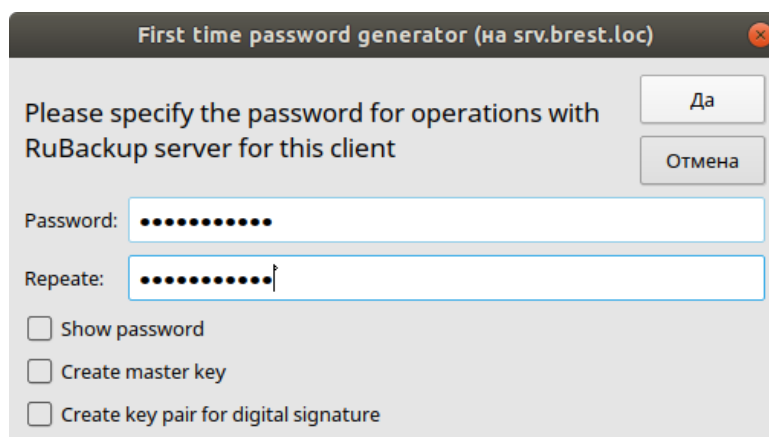 First time password generator (на srv.brest.loc)
Please specify the password for operations with
RuBackup server for this client
Да
Отмена
Password: •••••••••••
Repeate: •••••••••••
Show password
Create master key
Create key pair for digital signature